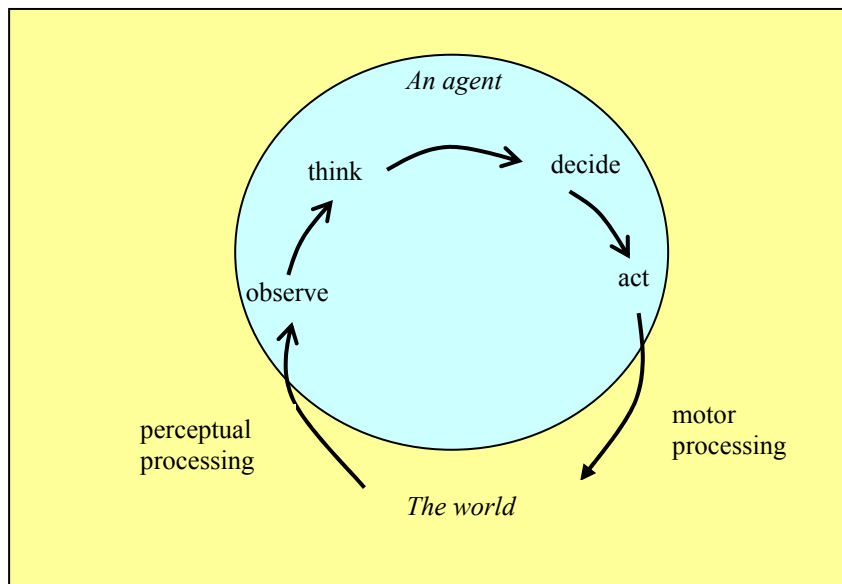 An agent
think
decide
observe
act
perceptual
processing
motor
processing
The world